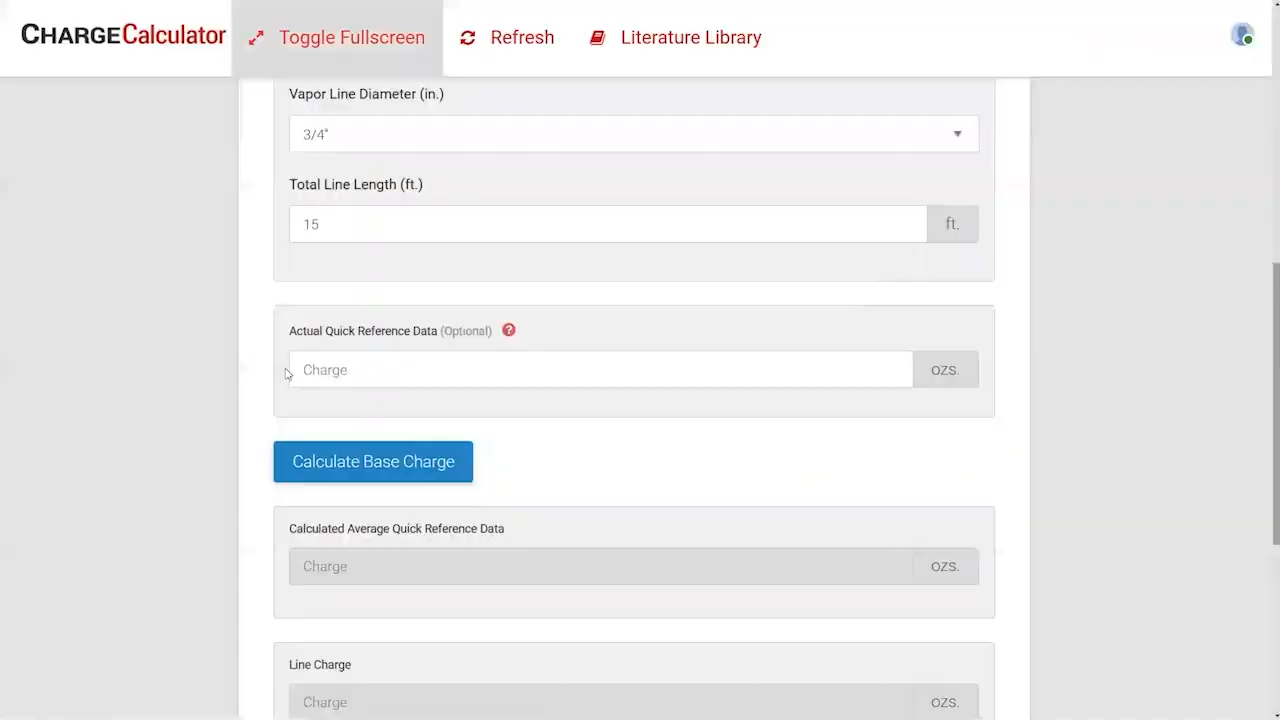 CHARGECalculator
Toggle Fullscreen
Refresh
Literature Library
Vapor Line Diameter (in.)
3/4"
Total Line Length (ft.)
15
ft.
Actual Quick Reference Data (Optional) ?
Charge
OZS.
Calculate Base Charge
Calculated Average Quick Reference Data
Charge
OZS.
Line Charge
Charge
OZS.